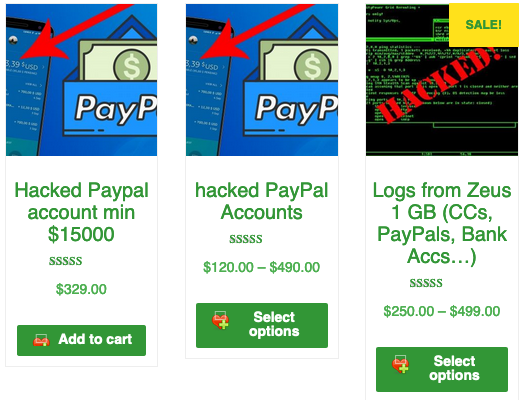 3.39 $USD
PayP
Hacked Paypal
account min
$15000
SSSSS
$329.00
Add to cart
3.39 $USD
PayP
hacked PayPal
Accounts
SSSSS
$120.00 – $490.00
Select
options
SALE!
HACKED!
Logs from Zeus
1 GB (CCs,
PayPals, Bank
Accs…)
SSSSS
$250.00 – $499.00
Select
options